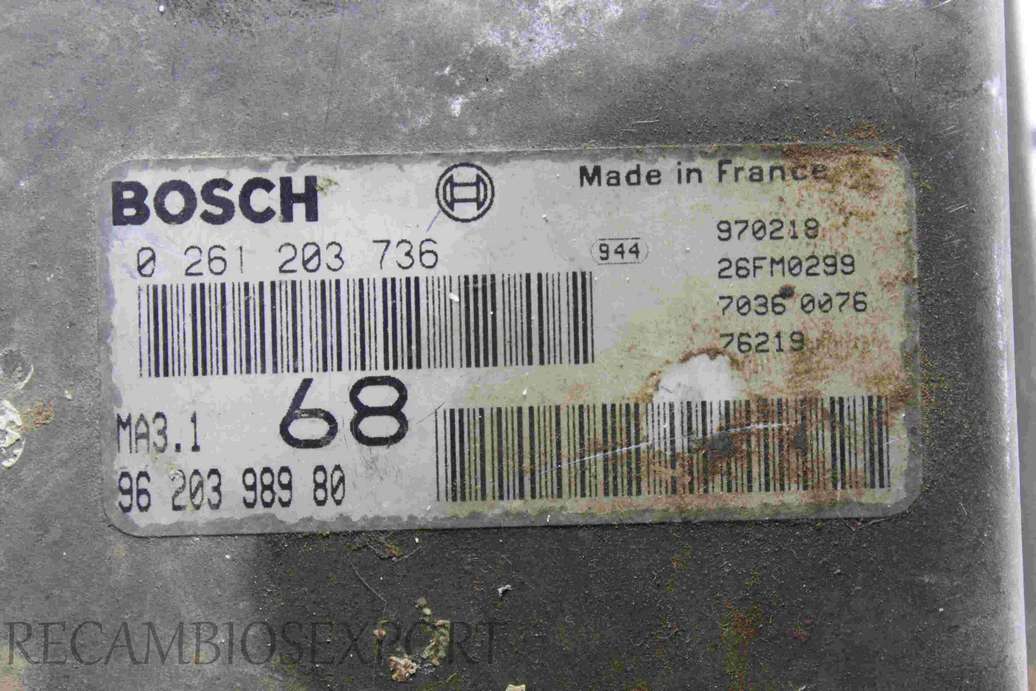 BOSCH
Made in France
0 261 203 736
944
970218
26FM0299
7036 0076
76219
68
MA3.1
96 203 989 80
RECAMBIOSEXPORT